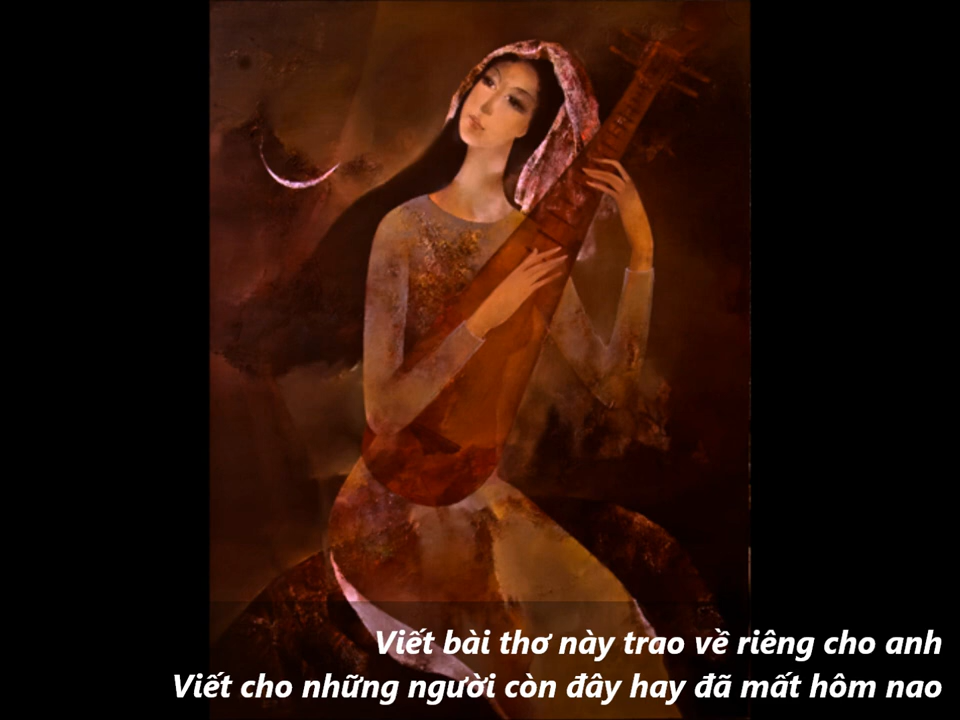 Viết bài thơ này trao về riêng cho anh
Viết cho những người còn đây hay đã mất hôm nao